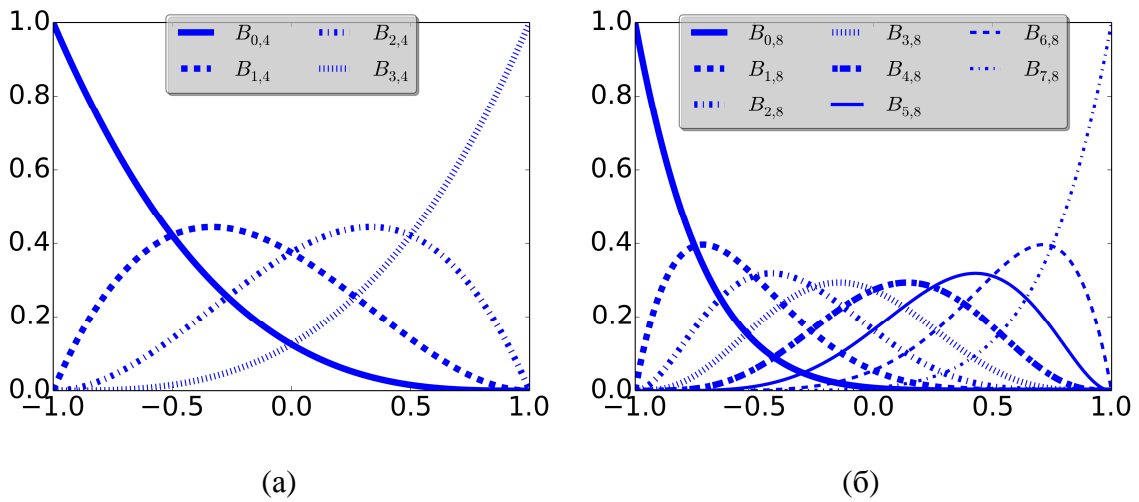 1.0
0.8
0.6
0.4
0.2
0.0
−1.0 −0.5 0.0 0.5 1.0
B₀,₄ B₂,₄
B₁,₄ B₃,₄
(а)
1.0
0.8
0.6
0.4
0.2
0.0
−1.0 −0.5 0.0 0.5 1.0
B₀,₈ B₃,₈ B₆,₈
B₁,₈ B₄,₈ B₇,₈
B₂,₈ B₅,₈
(б)